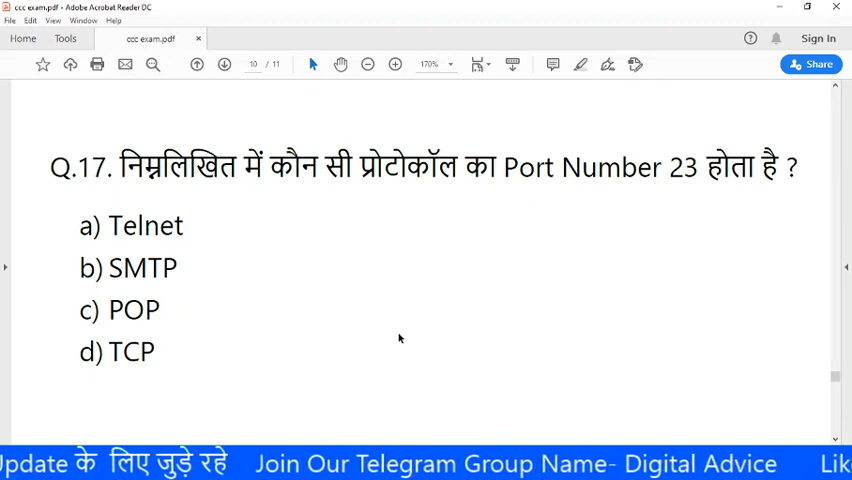 ccc exam.pdf - Adobe Acrobat Reader DC
File Edit View Window Help
Home Tools ccc exam.pdf × Sign In
10 / 11 170% Share
Q.17. निम्नलिखित में कौन सी प्रोटोकॉल का Port Number 23 होता है ?
a) Telnet
b) SMTP
c) POP
d) TCP
Update के लिए जुड़े रहे Join Our Telegram Group Name- Digital Advice Lik